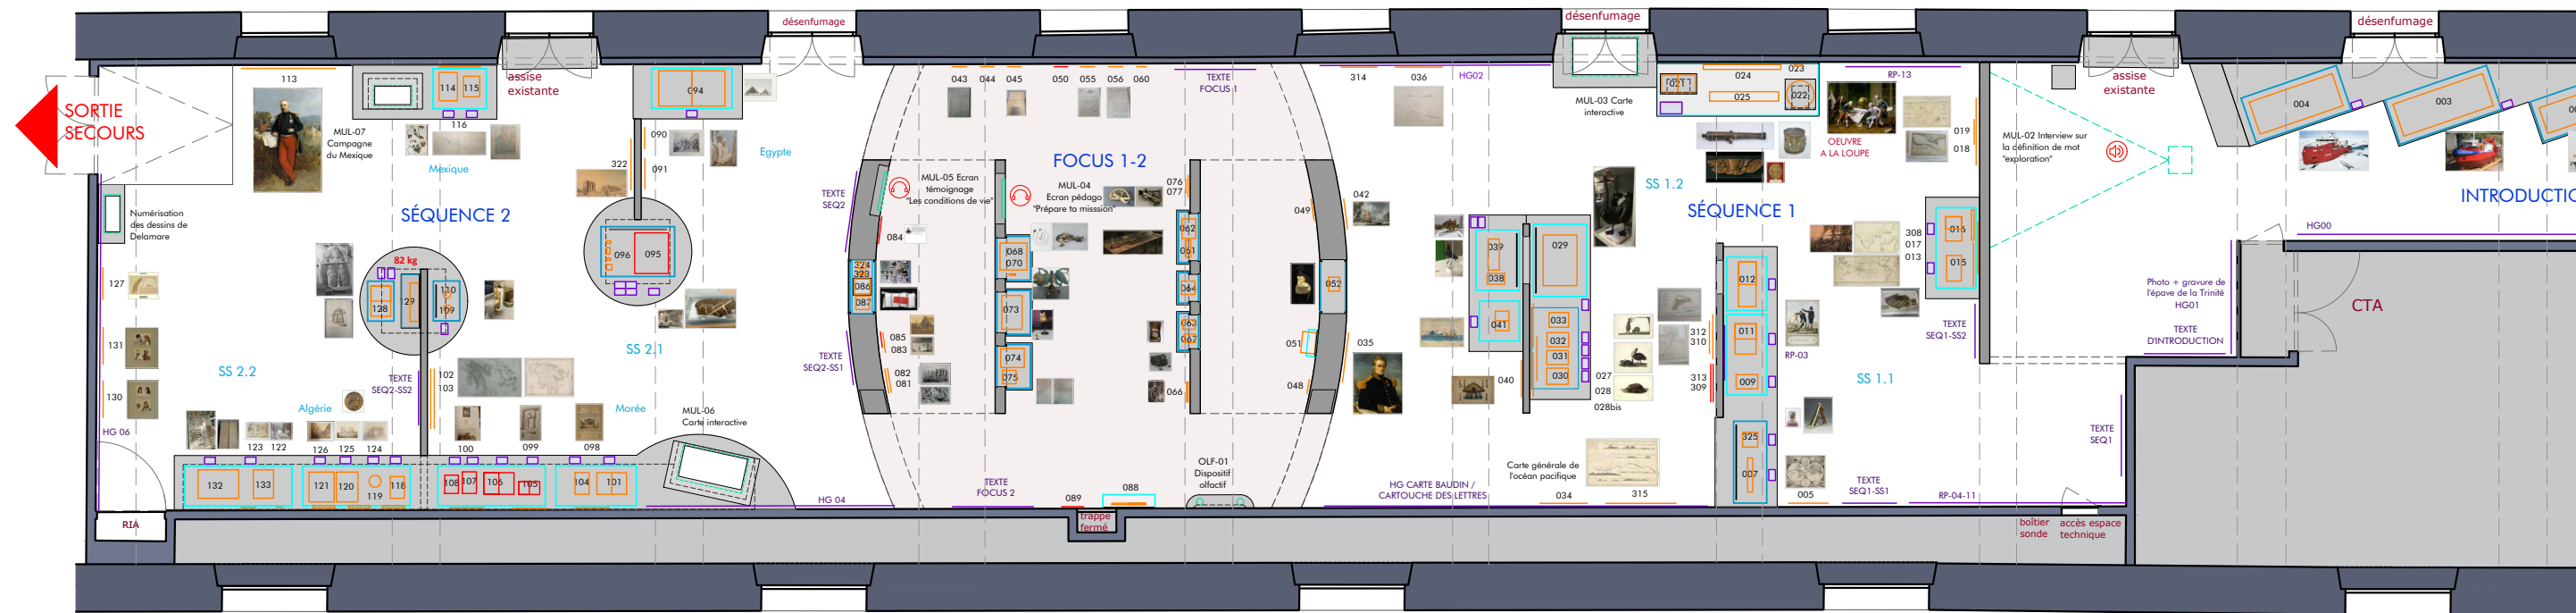 désenfumage
désenfumage
désenfumage
SORTIE
SECOURS
113
114
115
116
assise
existante
094
MUL-07
Campagne
du Mexique
Mexique
090
322
091
Egypte
Numérisation
des dessins de
Delamare
SÉQUENCE 2
82 kg
096
095
128
129
110
109
127
131
130
HG 06
SS 2.2
SS 2.1
TEXTE
SEQ2-SS2
102
103
Algérie
Morée
MUL-06
Carte interactive
123
122
126
125
124
100
099
098
132
133
121
120
119
118
108
107
106
105
104
101
RIA
HG 04
043
044
045
050
055
056
060
TEXTE
FOCUS 1
FOCUS 1-2
MUL-05 Ecran
témoignage
"Les conditions de vie"
MUL-04
Ecran pédago
"Prépare ta misssion"
076
077
TEXTE
SEQ2
084
324
323
086
087
085
083
082
081
TEXTE
SEQ2-SS1
068
070
073
074
075
062
061
064
063
067
066
049
042
052
051
035
048
TEXTE
FOCUS 2
089
088
trappe
fermé
OLF-01
Dispositif
olfactif
314
036
HG02
MUL-03 Carte
interactive
021
024
023
025
022
RP-13
OEUVRE
A LA LOUPE
019
018
SS 1.2
SÉQUENCE 1
039
038
041
029
033
032
031
030
040
027
028
028bis
312
310
313
309
012
011
009
325
007
RP-03
308
017
013
016
015
TEXTE
SEQ1-SS2
SS 1.1
Carte générale de
l'océan pacifique
HG CARTE BAUDIN /
CARTOUCHE DES LETTRES
034
315
005
TEXTE
SEQ1-SS1
RP-04-11
TEXTE
SEQ1
boîtier
sonde
accès espace
technique
assise
existante
MUL-02 Interview sur
la définition de mot
"exploration"
004
003
INTRODUCTIO
HG00
Photo + gravure de
l'épave de la Trinité
HG01
TEXTE
D'INTRODUCTION
CTA